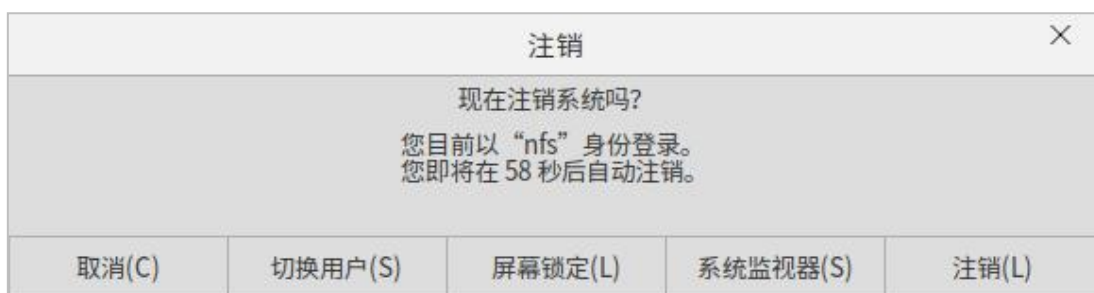 注销
现在注销系统吗?
您目前以“nfs”身份登录。
您即将在 58 秒后自动注销。
取消(C) 切换用户(S) 屏幕锁定(L) 系统监视器(S) 注销(L)